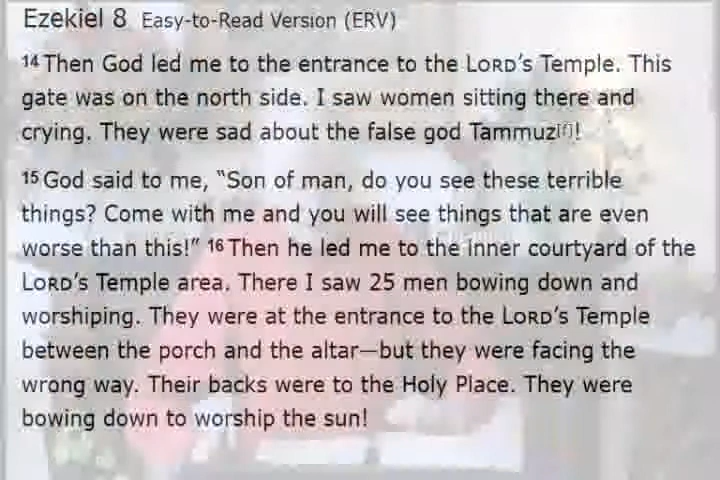 Ezekiel 8 Easy-to-Read Version (ERV)
14 Then God led me to the entrance to the LORD’s Temple. This
gate was on the north side. I saw women sitting there and
crying. They were sad about the false god Tammuz[f]!
15 God said to me, “Son of man, do you see these terrible
things? Come with me and you will see things that are even
worse than this!” 16 Then he led me to the inner courtyard of the
LORD’s Temple area. There I saw 25 men bowing down and
worshiping. They were at the entrance to the LORD’s Temple
between the porch and the altar—but they were facing the
wrong way. Their backs were to the Holy Place. They were
bowing down to worship the sun!